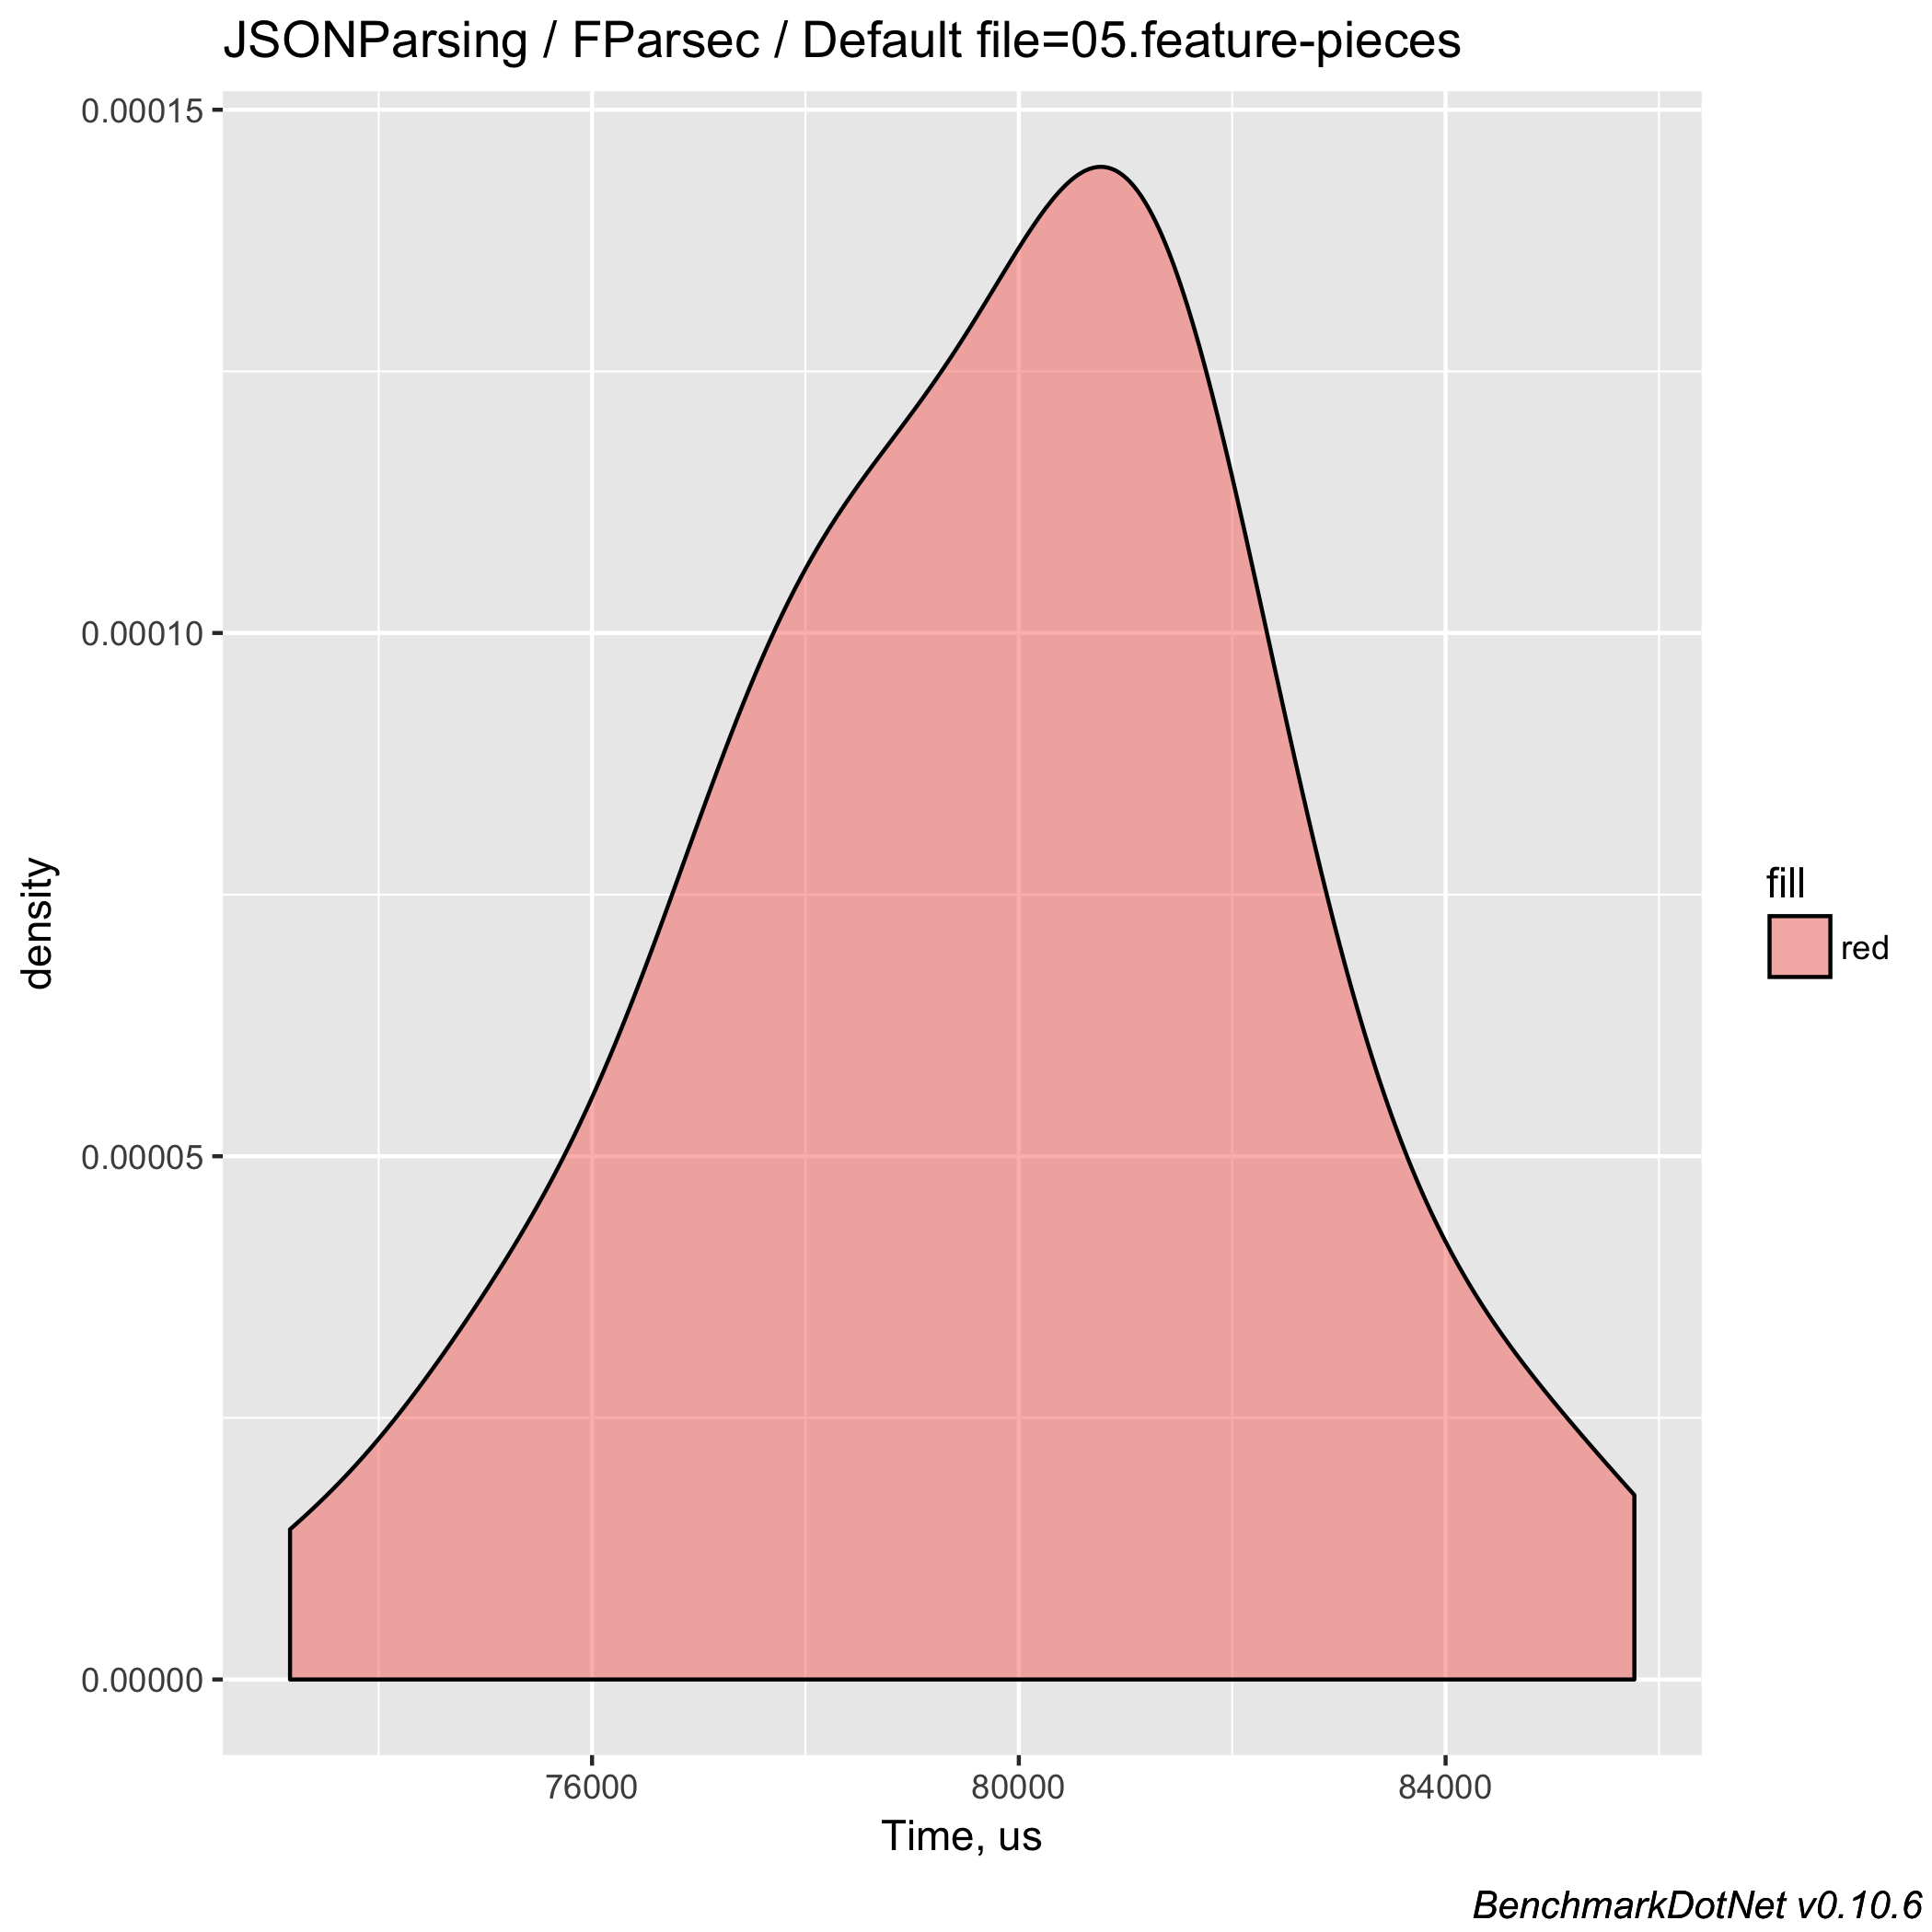 JSONParsing / FParsec / Default file=05.feature-pieces
0.00015
0.00010
0.00005
0.00000
density
76000
80000
84000
Time, us
fill
red
BenchmarkDotNet v0.10.6